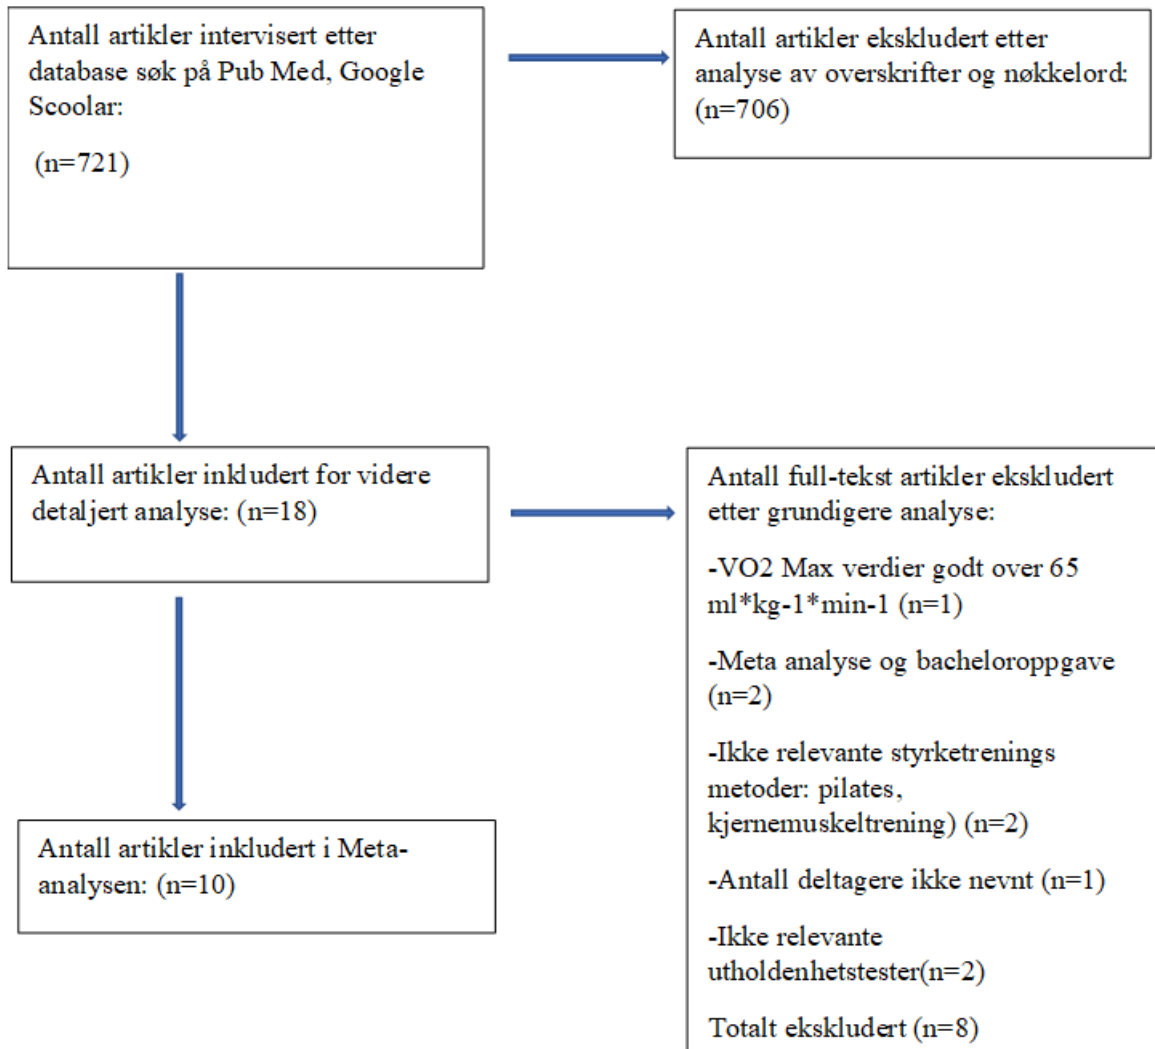 Antall artikler intervisert etter
database søk på Pub Med, Google
Scoolar:
(n=721)
Antall artikler ekskludert etter
analyse av overskrifter og nøkkelord:
(n=706)
Antall artikler inkludert for videre
detaljert analyse: (n=18)
Antall full-tekst artikler ekskludert
etter grundigere analyse:
-VO2 Max verdier godt over 65
ml*kg-1*min-1 (n=1)
-Meta analyse og bacheloroppgave
(n=2)
-Ikke relevante styrketrenings
metoder: pilates,
kjernemuskeltrening) (n=2)
-Antall deltagere ikke nevnt (n=1)
-Ikke relevante
utholdenhetstester(n=2)
Totalt ekskludert (n=8)
Antall artikler inkludert i Meta-
analysen: (n=10)